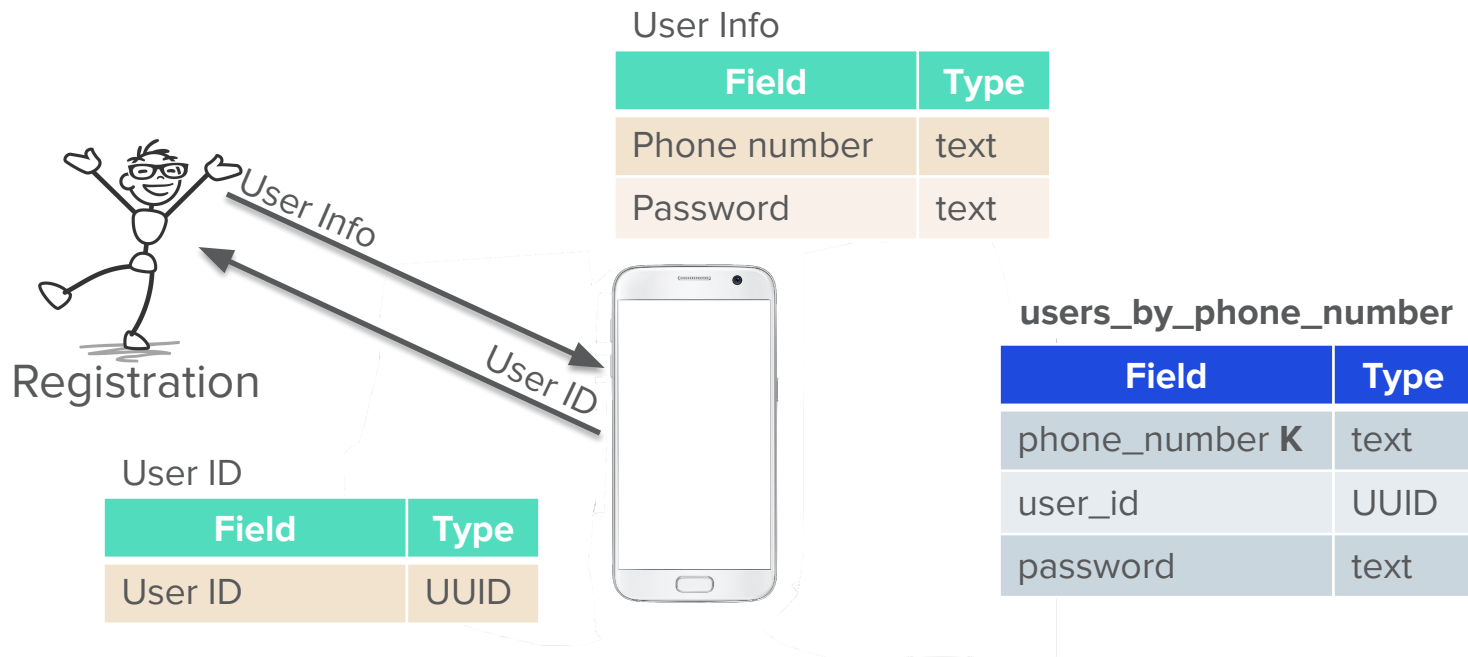 User Info
Field Type
Phone number text
Password text
User Info
User ID
Registration
User ID
Field Type
User ID UUID
users_by_phone_number
Field Type
phone_number K text
user_id UUID
password text